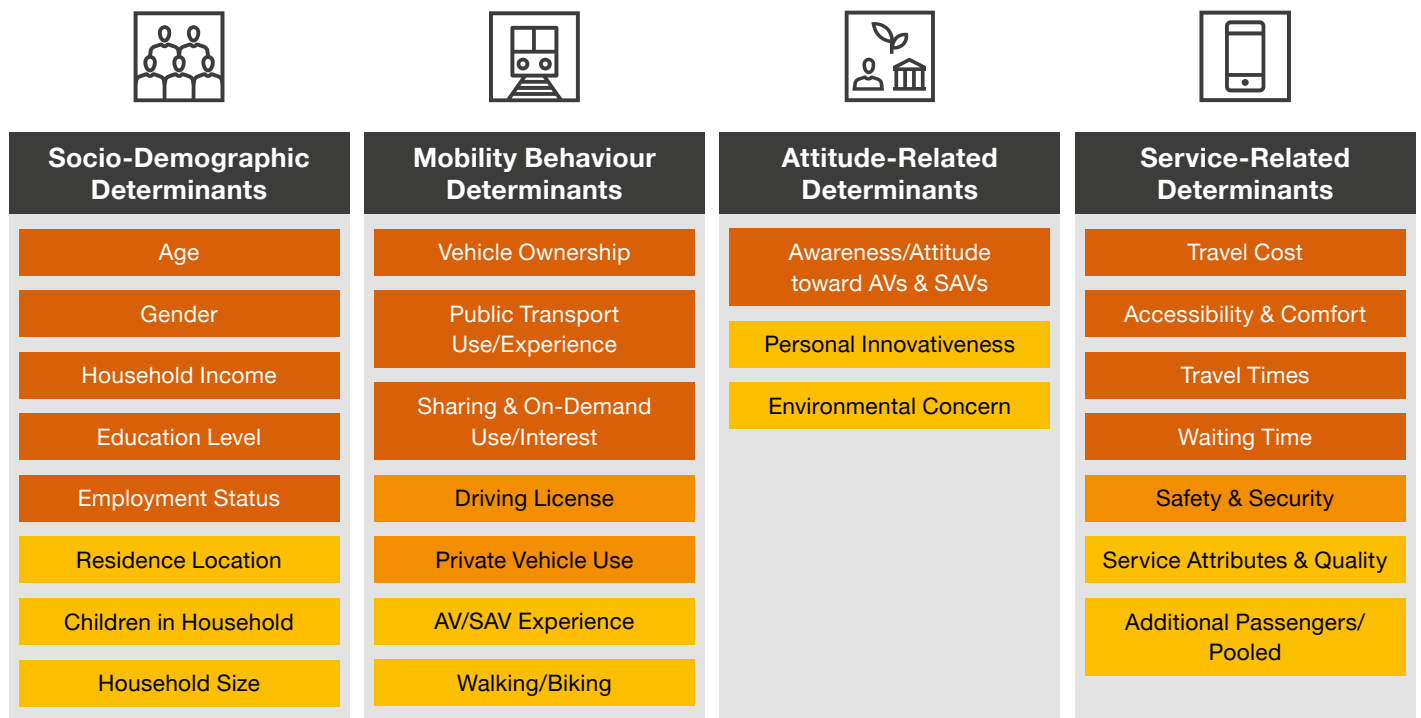 Socio-Demographic
Determinants
Age
Gender
Household Income
Education Level
Employment Status
Residence Location
Children in Household
Household Size
Mobility Behaviour
Determinants
Vehicle Ownership
Public Transport
Use/Experience
Sharing & On-Demand
Use/Interest
Driving License
Private Vehicle Use
AV/SAV Experience
Walking/Biking
Attitude-Related
Determinants
Awareness/Attitude
toward AVs & SAVs
Personal Innovativeness
Environmental Concern
Service-Related
Determinants
Travel Cost
Accessibility & Comfort
Travel Times
Waiting Time
Safety & Security
Service Attributes & Quality
Additional Passengers/
Pooled